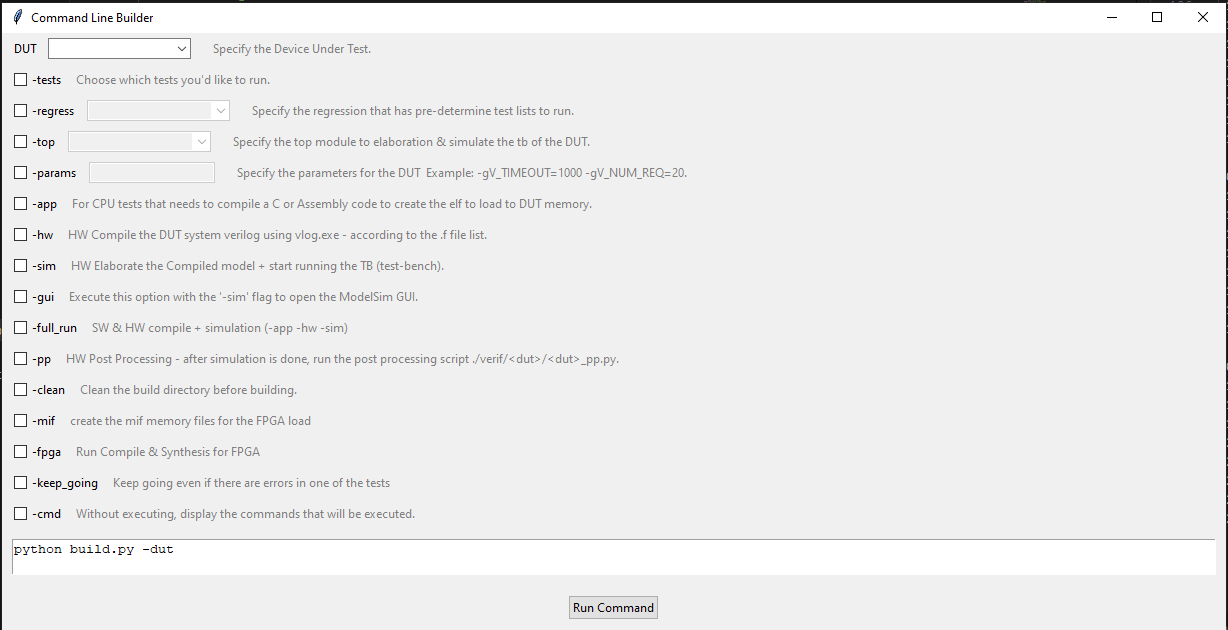 Command Line Builder
DUT Specify the Device Under Test.
-tests Choose which tests you'd like to run.
-regress Specify the regression that has pre-determine test lists to run.
-top Specify the top module to elaboration & simulate the tb of the DUT.
-params Specify the parameters for the DUT Example: -gV_TIMEOUT=1000 -gV_NUM_REQ=20.
-app For CPU tests that needs to compile a C or Assembly code to create the elf to load to DUT memory.
-hw HW Compile the DUT system verilog using vlog.exe - according to the .f file list.
-sim HW Elaborate the Compiled model + start running the TB (test-bench).
-gui Execute this option with the '-sim' flag to open the ModelSim GUI.
-full_run SW & HW compile + simulation (-app -hw -sim)
-pp HW Post Processing - after simulation is done, run the post processing script ./verif/<dut>/<dut>_pp.py.
-clean Clean the build directory before building.
-mif create the mif memory files for the FPGA load
-fpga Run Compile & Synthesis for FPGA
-keep_going Keep going even if there are errors in one of the tests
-cmd Without executing, display the commands that will be executed.
python build.py -dut
Run Command